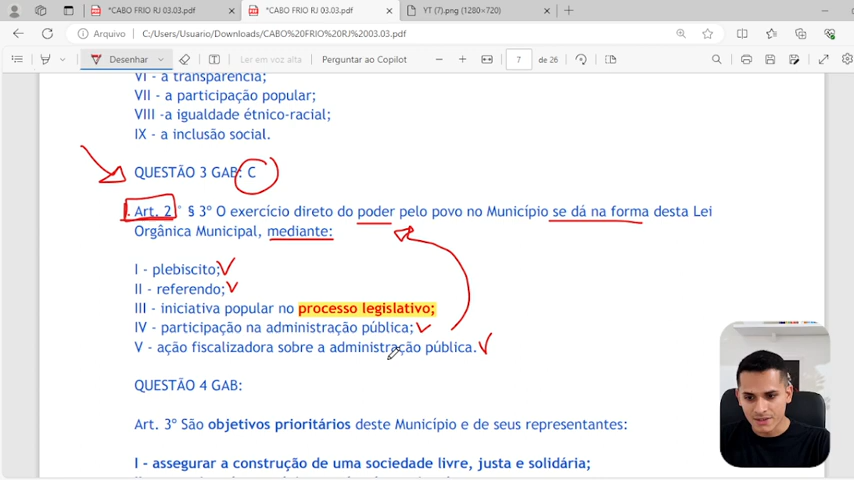 *CABO FRIO RJ 03.03.pdf
*CABO FRIO RJ 03.03.pdf
YT (7).png (1280×720)
Arquivo
C:/Users/Usuario/Downloads/CABO%20FRIO%20RJ%2003.03.pdf
Desenhar
Ler em voz alta
Perguntar ao Copilot
7
de 26
VI - a transparência;
VII - a participação popular;
VIII -a igualdade étnico-racial;
IX - a inclusão social.
QUESTÃO 3 GAB: C
Art. 2° § 3º O exercício direto do poder pelo povo no Município se dá na forma desta Lei
Orgânica Municipal, mediante:
I - plebiscito;
II - referendo;
III - iniciativa popular no processo legislativo;
IV - participação na administração pública;
V - ação fiscalizadora sobre a administração pública.
QUESTÃO 4 GAB:
Art. 3º São objetivos prioritários deste Município e de seus representantes:
I - assegurar a construção de uma sociedade livre, justa e solidária;